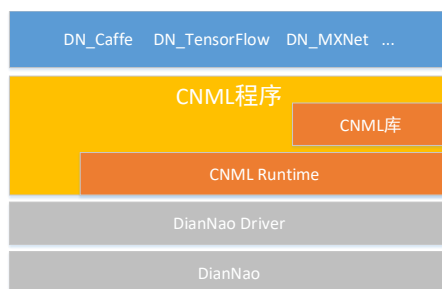 DN_Caffe DN_TensorFlow DN_MXNet ...
CNML程序
CNML库
CNML Runtime
DianNao Driver
DianNao